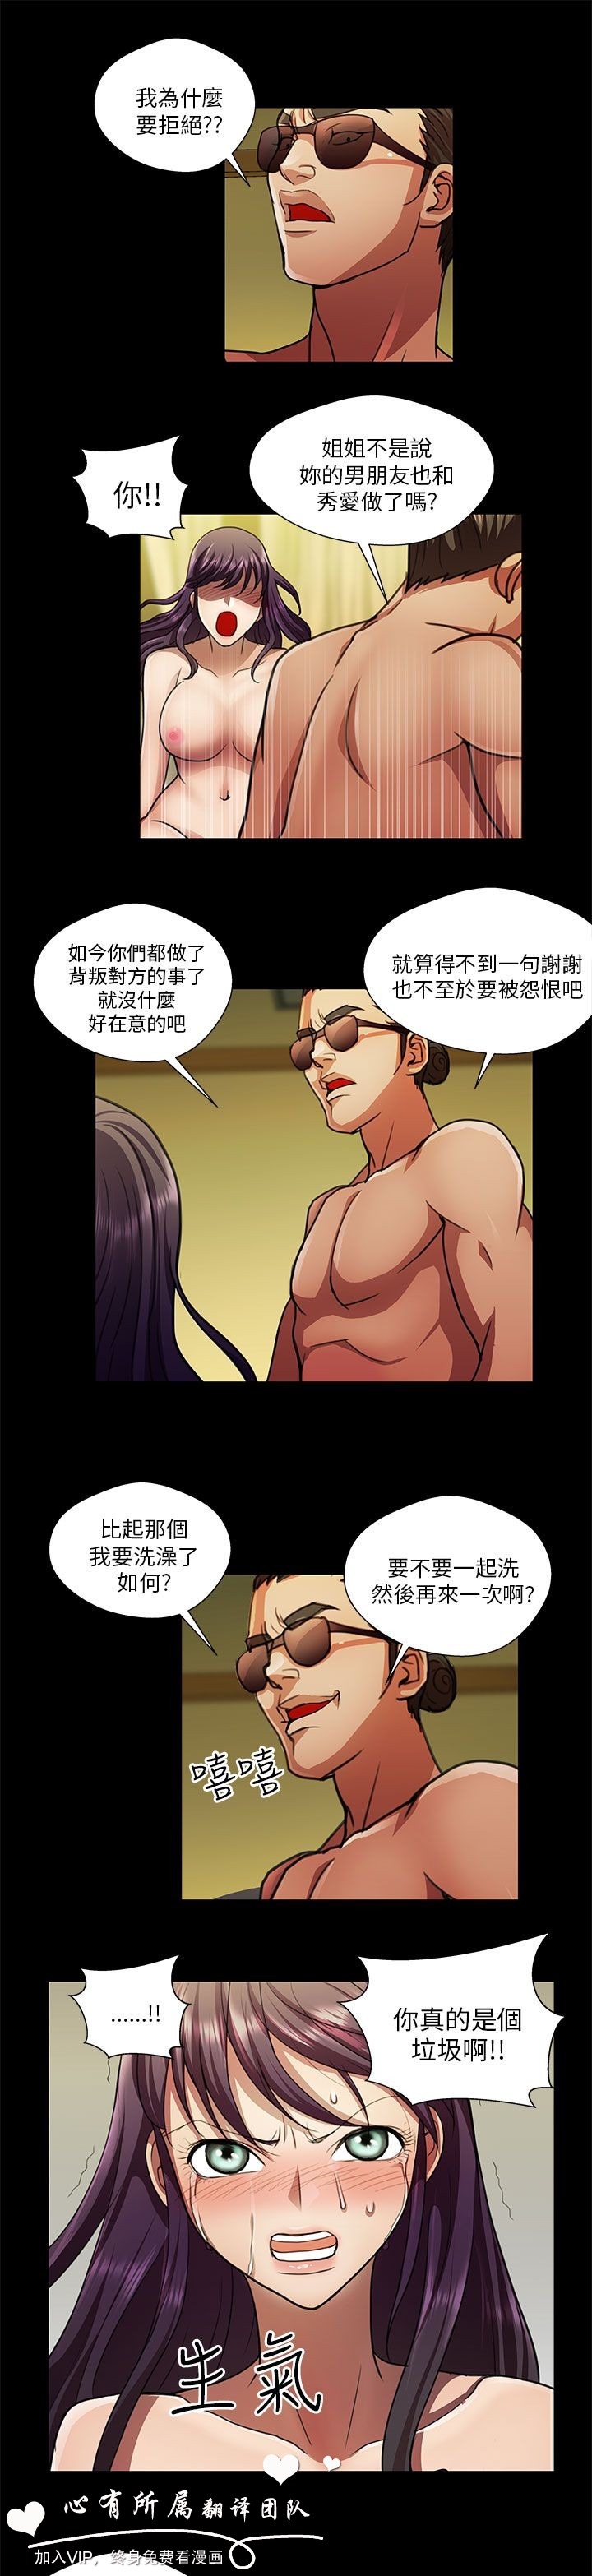 我為什麼
要拒絕??
你!!
姐姐不是說
妳的男朋友也和
秀愛做了嗎?
如今你們都做了
背叛對方的事了
就沒什麼
好在意的吧
就算得不到一句謝謝
也不至於要被怨恨吧
比起那個
我要洗澡了
如何?
要不要一起洗
然後再來一次啊?
嘻嘻
......!!
你真的是個
垃圾啊!!
生氣
心有所属翻译团队
加入VIP，终身免费看漫画